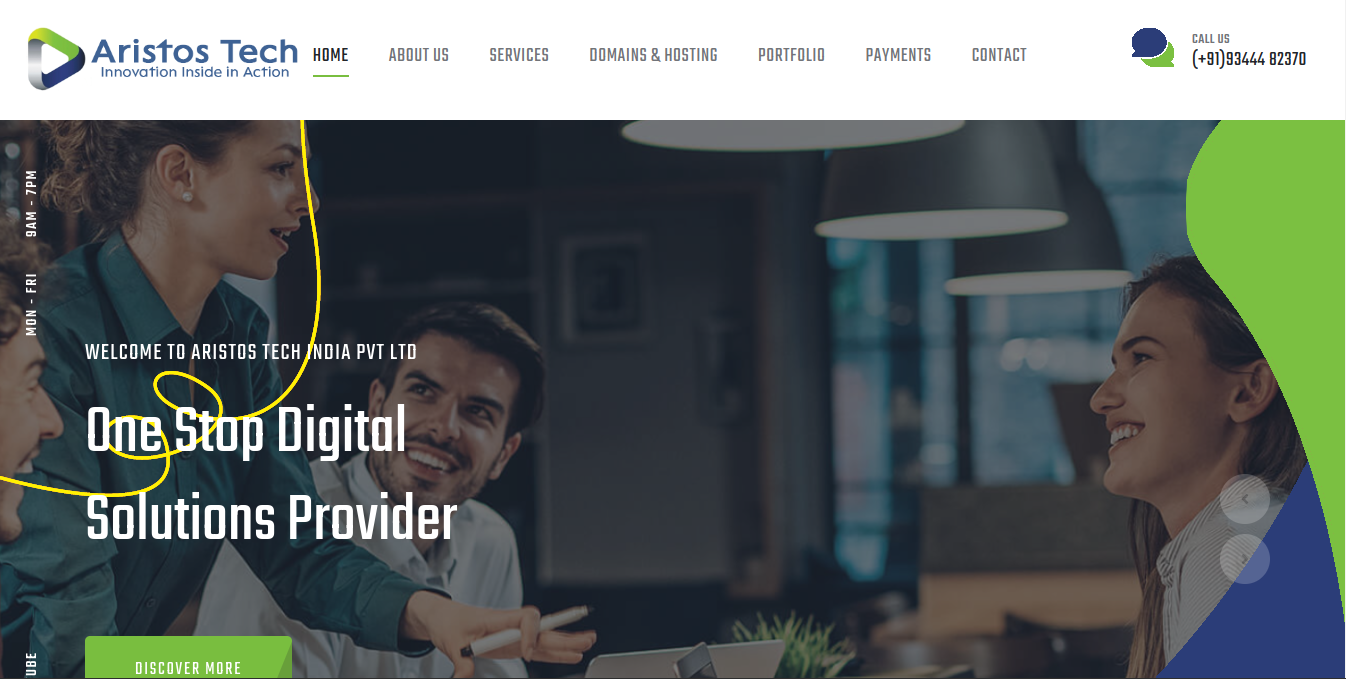 Aristos Tech
Innovation Inside in Action
HOME
ABOUT US
SERVICES
DOMAINS & HOSTING
PORTFOLIO
PAYMENTS
CONTACT
CALL US
(+91)93444 82370
MON - FRI 9AM - 7PM
WELCOME TO ARISTOS TECH INDIA PVT LTD
One Stop Digital
Solutions Provider
DISCOVER MORE
UBE